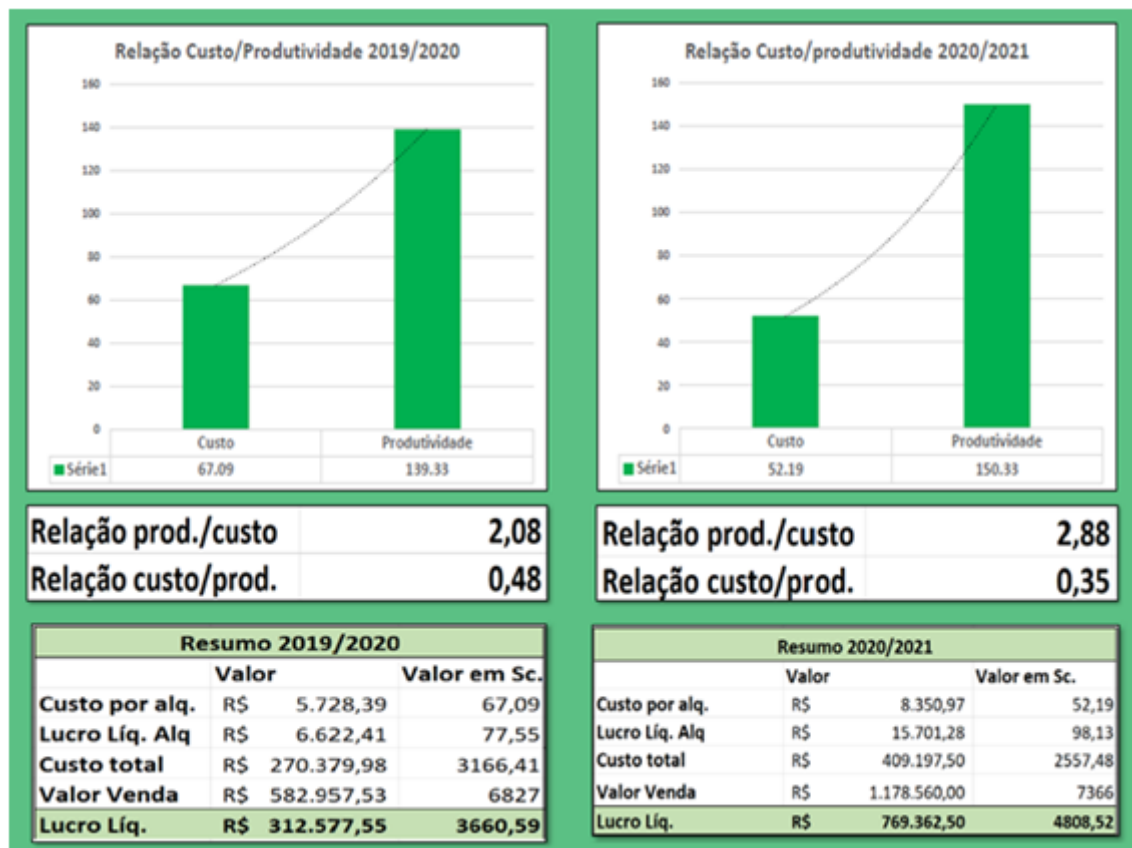 Relação Custo/Produtividade 2019/2020
160
140
120
100
80
60
40
20
0
Custo Produtividade
Série1 67.09 139.33
Relação prod./custo 2,08
Relação custo/prod. 0,48
Resumo 2019/2020
Valor Valor em Sc.
Custo por alq. R$ 5.728,39 67,09
Lucro Líq. Alq R$ 6.622,41 77,55
Custo total R$ 270.379,98 3166,41
Valor Venda R$ 582.957,53 6827
Lucro Líq. R$ 312.577,55 3660,59
Relação Custo/produtividade 2020/2021
160
140
120
100
80
60
40
20
0
Custo Produtividade
Série1 52.19 150.33
Relação prod./custo 2,88
Relação custo/prod. 0,35
Resumo 2020/2021
Valor Valor em Sc.
Custo por alq. R$ 8.350,97 52,19
Lucro Líq. Alq R$ 15.701,28 98,13
Custo total R$ 409.197,50 2557,48
Valor Venda R$ 1.178.560,00 7366
Lucro Líq. R$ 769.362,50 4808,52